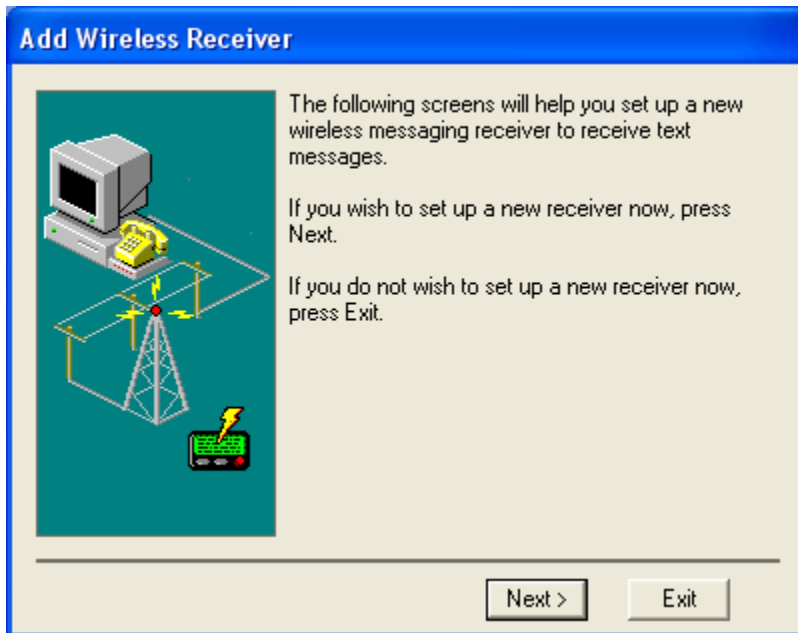 Add Wireless Receiver
The following screens will help you set up a new
wireless messaging receiver to receive text
messages.
If you wish to set up a new receiver now, press
Next.
If you do not wish to set up a new receiver now,
press Exit.
Next >
Exit